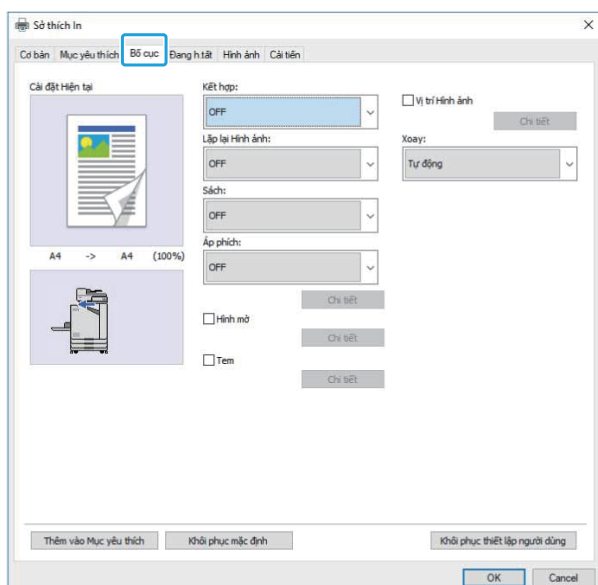 Sở thích In
Cơ bản Mục yêu thích Bố cục Đang h.tất Hình ảnh Cải tiến
Cài đặt Hiện tại
A4 -> A4 (100%)
Kết hợp:
OFF
Lặp lại Hình ảnh:
OFF
Sách:
OFF
Áp phích:
OFF
Chi tiết
Hình mờ
Chi tiết
Tem
Chi tiết
Vị trí Hình ảnh
Chi tiết
Xoay:
Tự động
Thêm vào Mục yêu thích Khôi phục mặc định Khôi phục thiết lập người dùng
OK Cancel